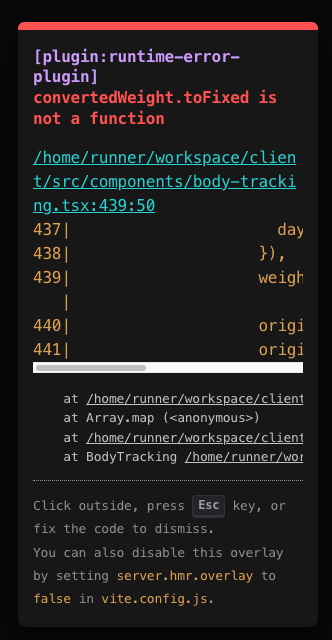 [plugin:runtime-error-
plugin]
convertedWeight.toFixed is
not a function
/home/runner/workspace/clien
t/src/components/body-tracki
ng.tsx:439:50
437| day
438| }),
439| weigh
|
440| origi
441| origi
at /home/runner/workspace/client
at Array.map (<anonymous>)
at /home/runner/workspace/client
at BodyTracking /home/runner/wor
Click outside, press Esc key, or
fix the code to dismiss.
You can also disable this overlay
by setting server.hmr.overlay to
false in vite.config.js.